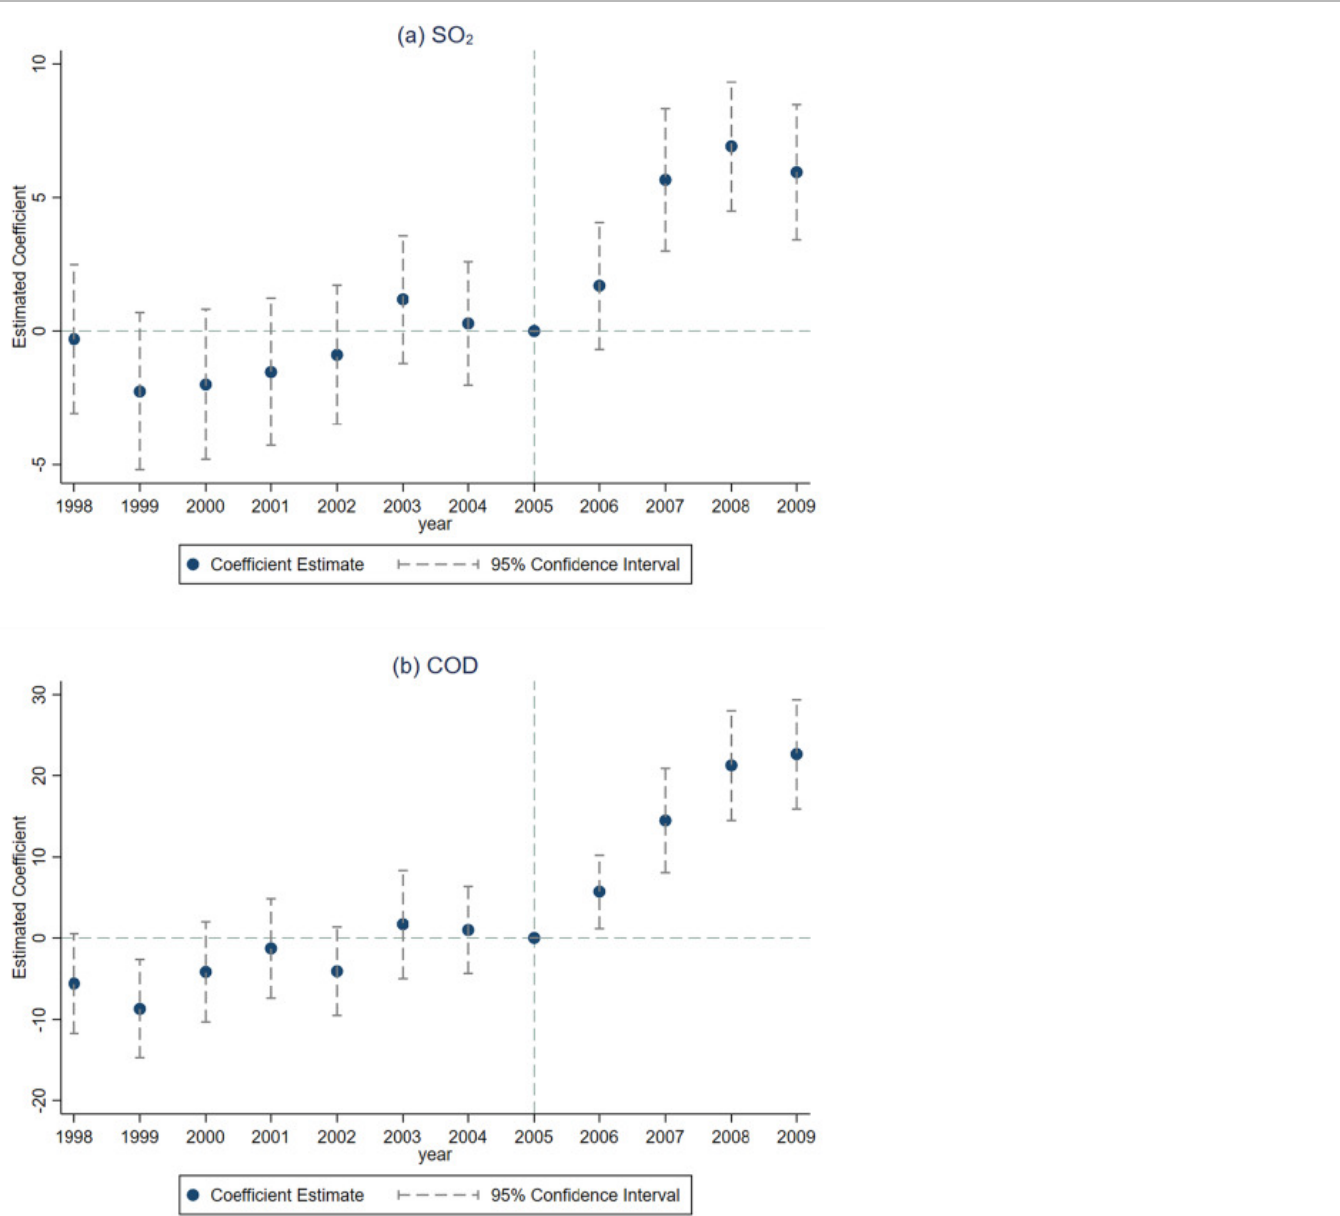 (a) SO₂
10
5
0
-5
Estimated Coefficient
1998 1999 2000 2001 2002 2003 2004 2005 2006 2007 2008 2009
year
Coefficient Estimate 95% Confidence Interval
(b) COD
30
20
10
0
-10
-20
Estimated Coefficient
1998 1999 2000 2001 2002 2003 2004 2005 2006 2007 2008 2009
year
Coefficient Estimate 95% Confidence Interval